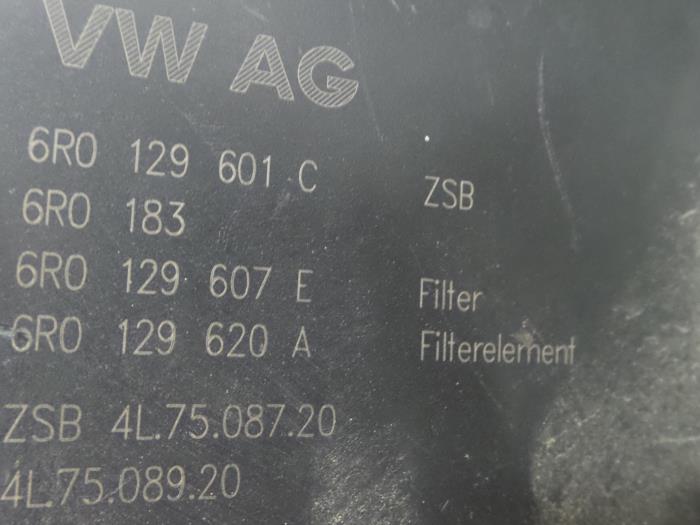 VW AG
6R0 129 601 C ZSB
6R0 183
6R0 129 607 E Filter
6R0 129 620 A Filterelement
ZSB 4L.75.087.20
4L.75.089.20